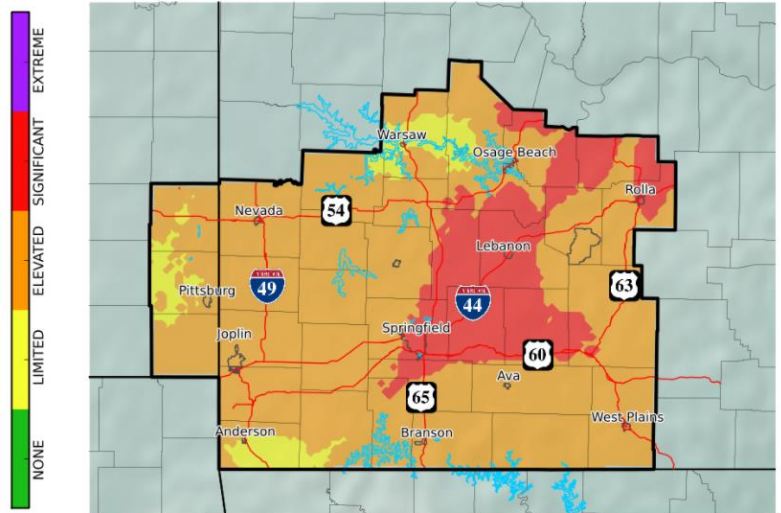 EXTREME
SIGNIFICANT
ELEVATED
LIMITED
NONE
Warsaw
Osage Beach
Rolla
Nevada
54
Lebanon
Pittsburg
49
44
63
Joplin
Springfield
60
65
Ava
Anderson
Branson
West Plains